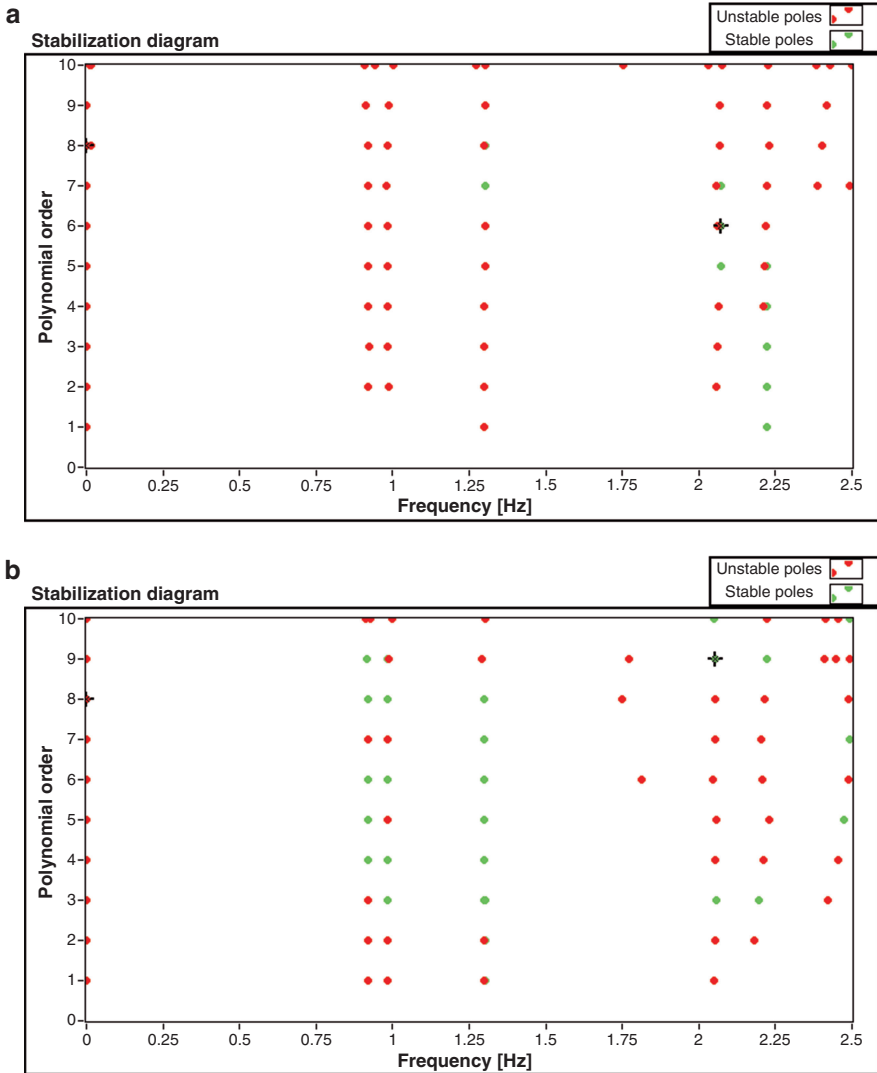 a
Stabilization diagram
Unstable poles
Stable poles
10
9
8
7
6
5
4
3
2
1
0
Polynomial order
0 0.25 0.5 0.75 1 1.25 1.5 1.75 2 2.25 2.5
Frequency [Hz]
b
Stabilization diagram
Unstable poles
Stable poles
10
9
8
7
6
5
4
3
2
1
0
Polynomial order
0 0.25 0.5 0.75 1 1.25 1.5 1.75 2 2.25 2.5
Frequency [Hz]